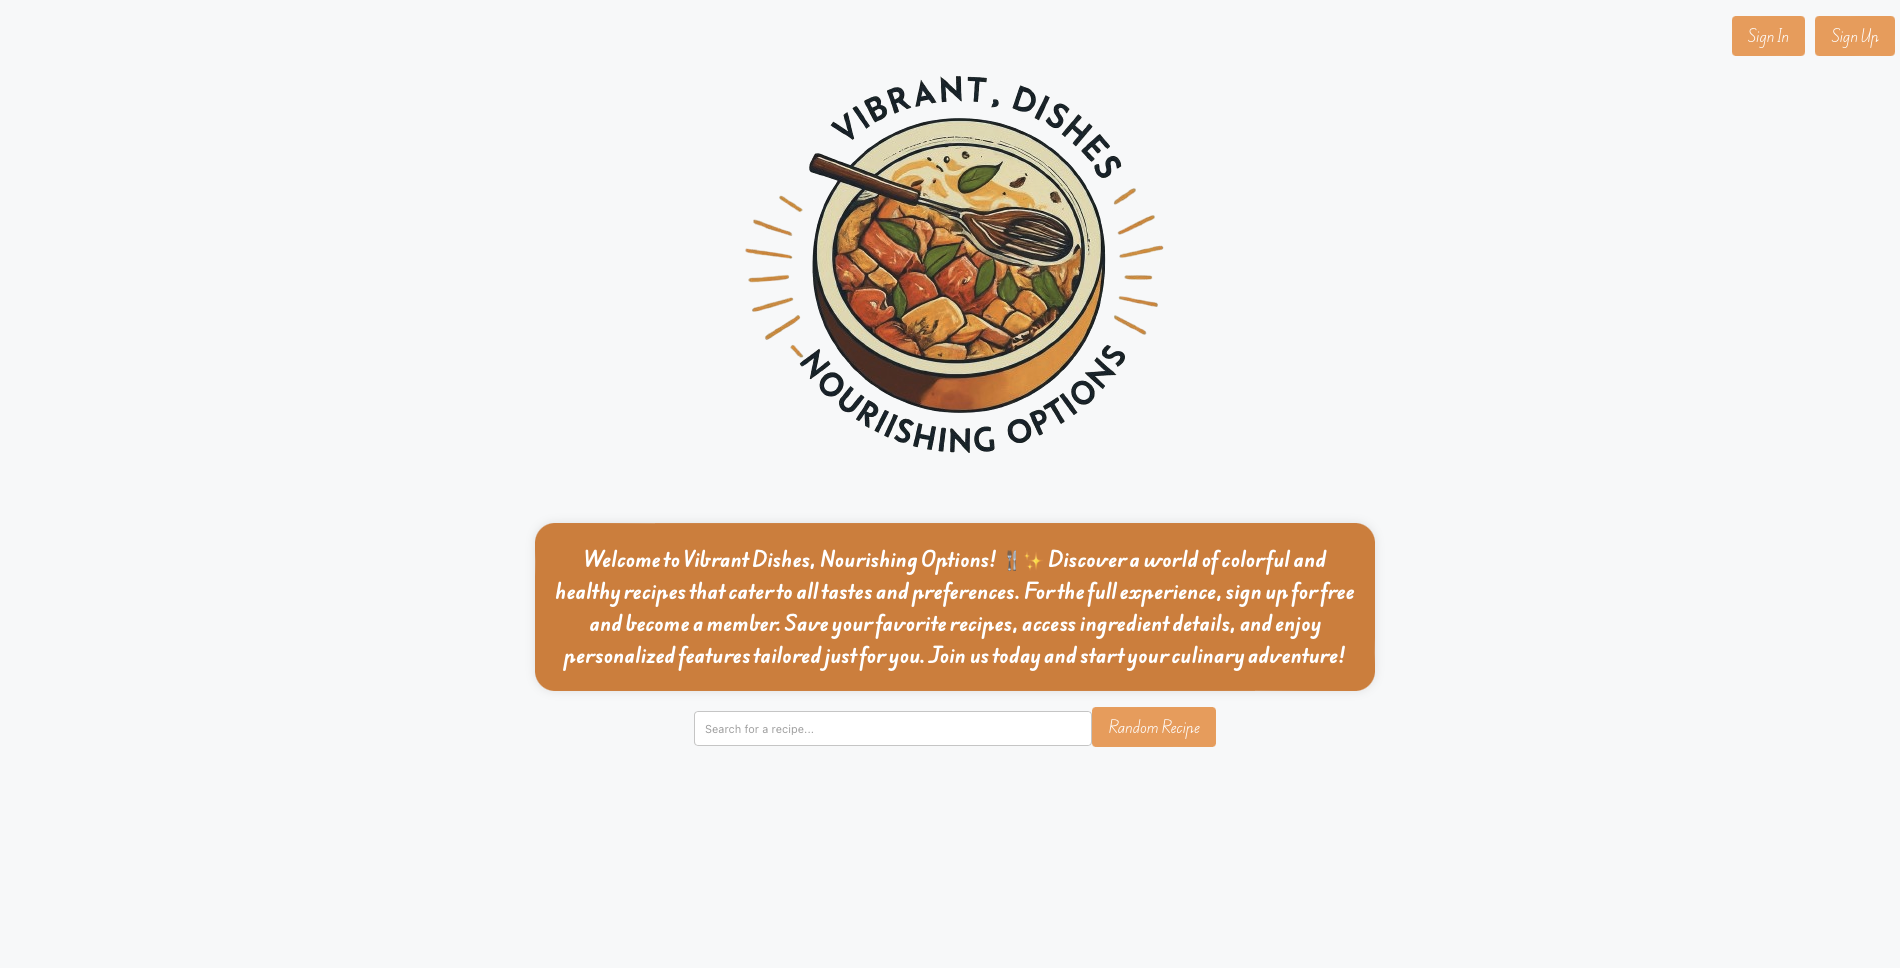 Sign In Sign Up
VIBRANT, DISHES
NOURIISHING OPTIONS
Welcome to Vibrant Dishes, Nourishing Options! 🍴✨ Discover a world of colorful and
healthy recipes that cater to all tastes and preferences. For the full experience, sign up for free
and become a member. Save your favorite recipes, access ingredient details, and enjoy
personalized features tailored just for you. Join us today and start your culinary adventure!
Search for a recipe... Random Recipe